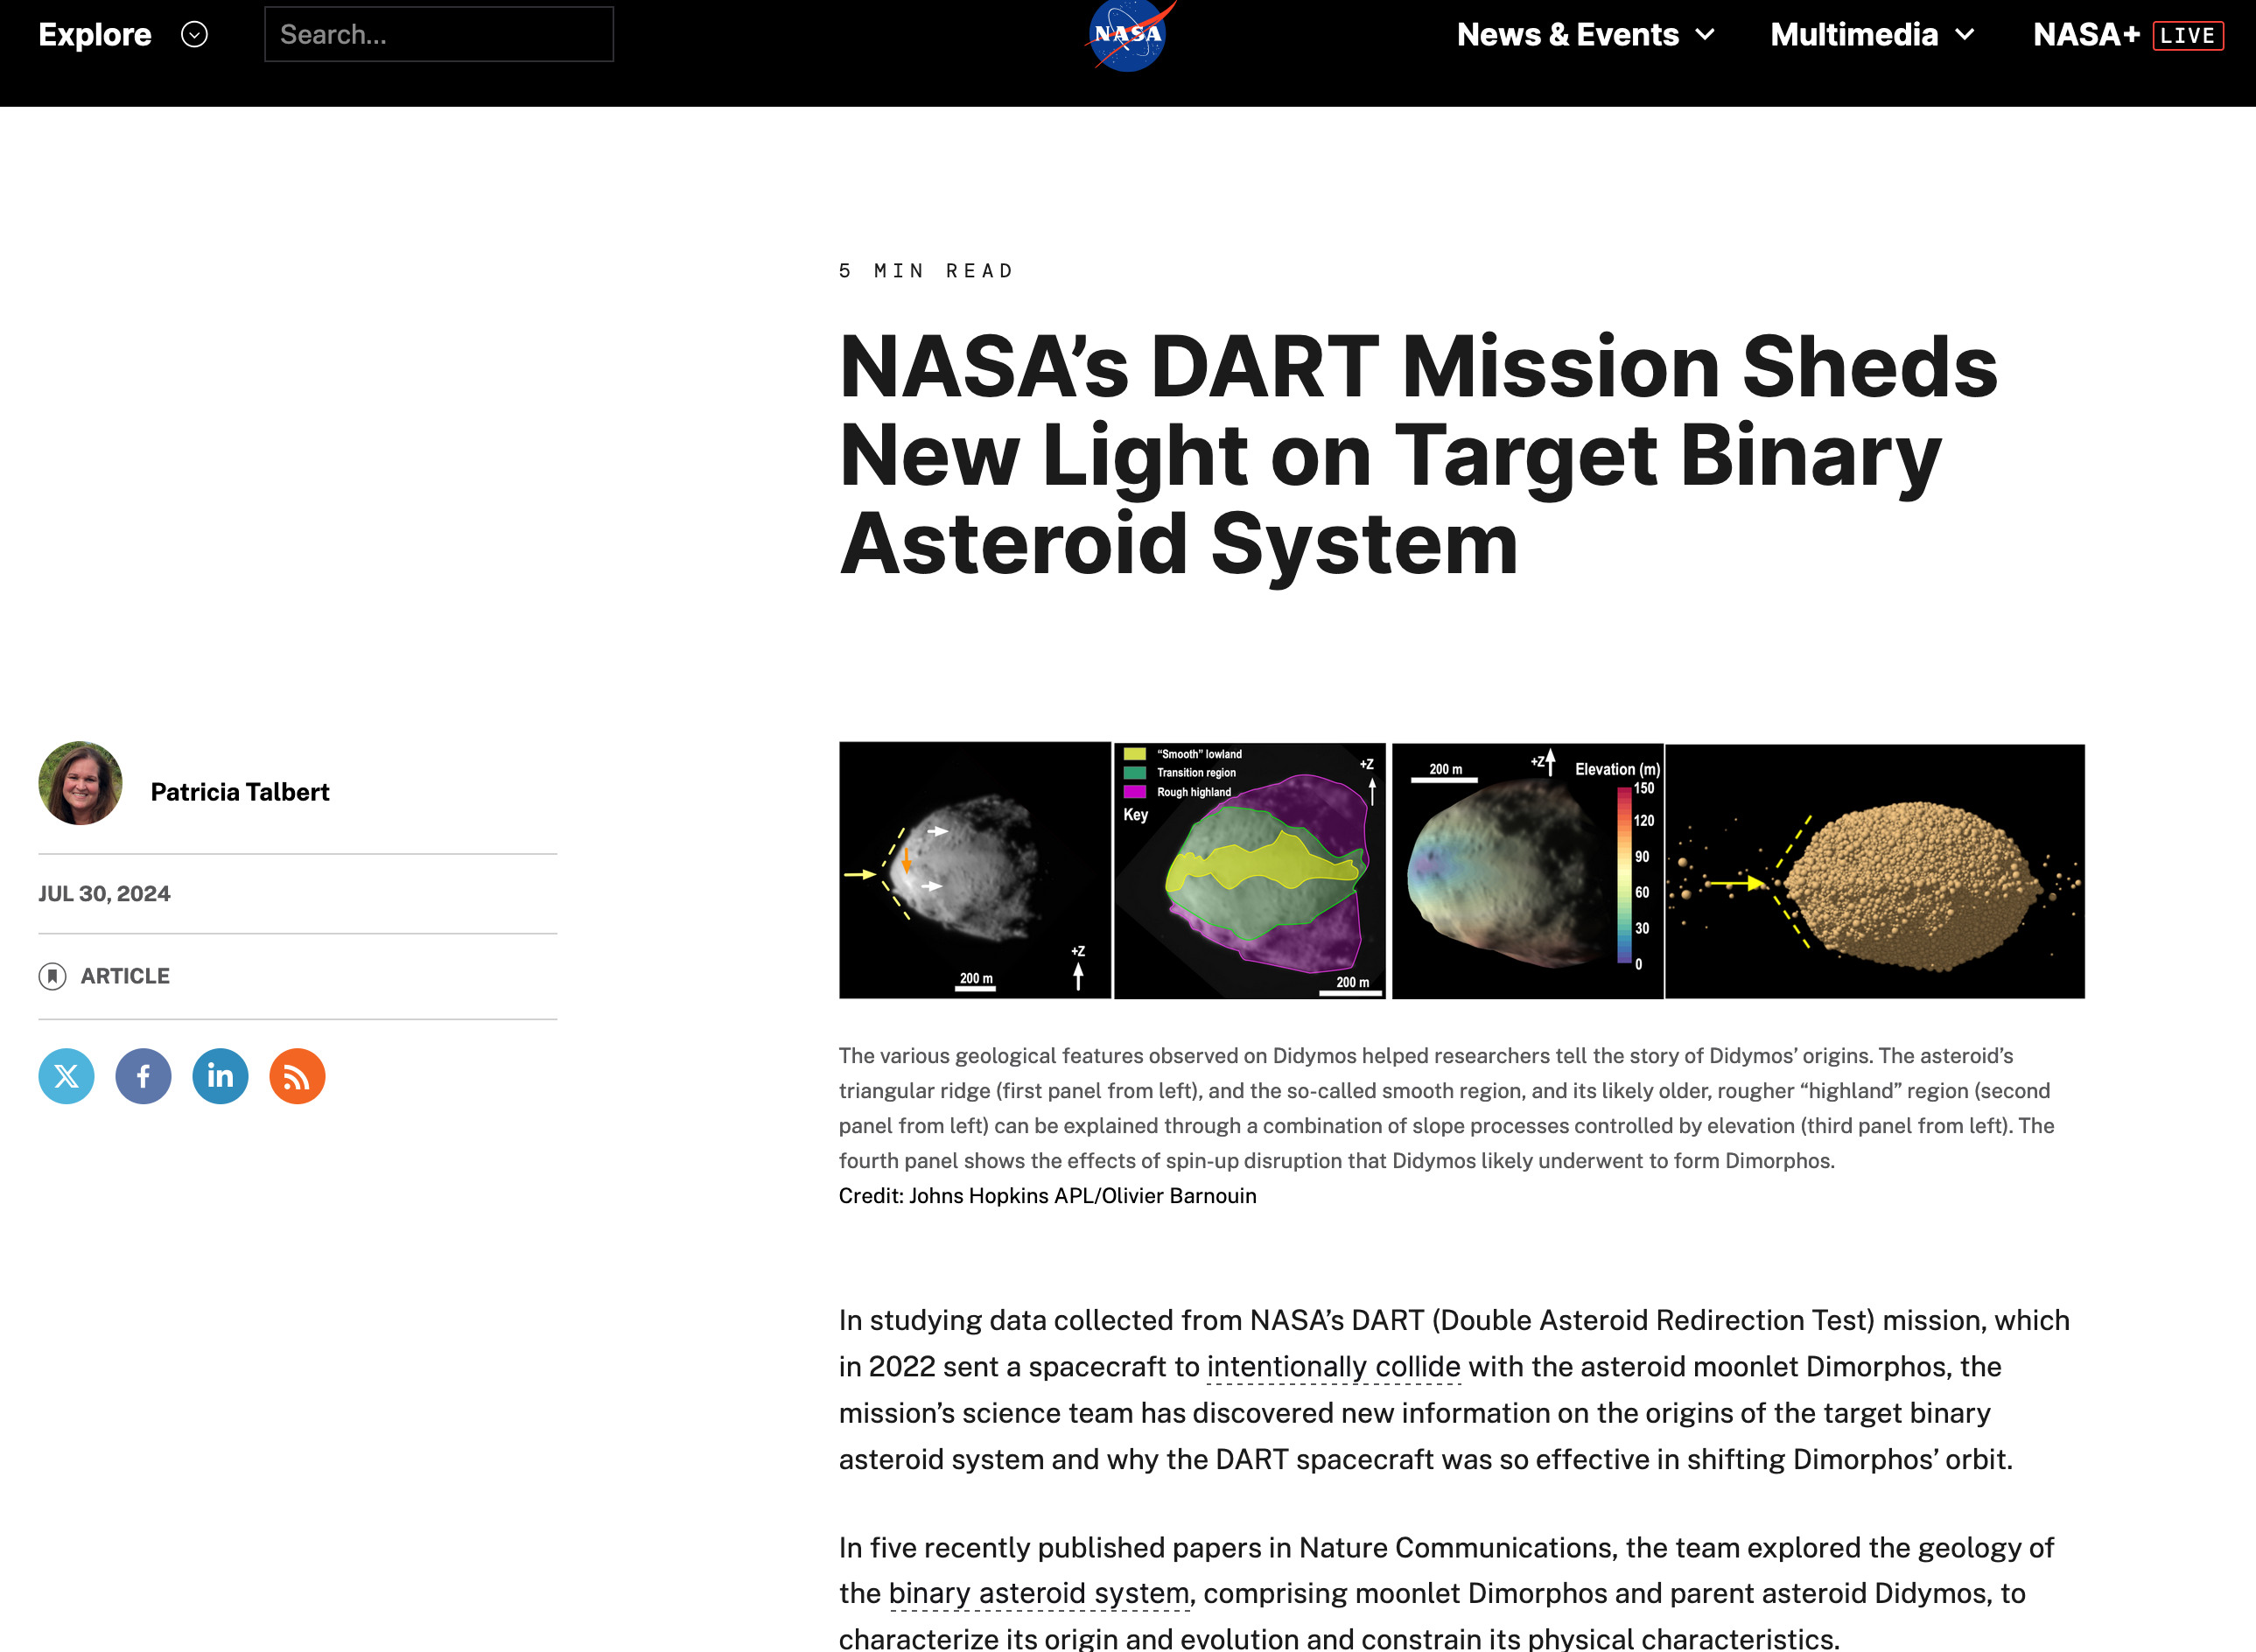 Explore
Search...
NASA
News & Events
Multimedia
NASA+ LIVE
5 MIN READ
NASA’s DART Mission Sheds
New Light on Target Binary
Asteroid System
Patricia Talbert
JUL 30, 2024
ARTICLE
+Z
200 m
“Smooth” lowland
Transition region
Rough highland
Key
+Z
200 m
200 m
+Z
Elevation (m)
150
120
90
60
30
0
The various geological features observed on Didymos helped researchers tell the story of Didymos’ origins. The asteroid’s
triangular ridge (first panel from left), and the so-called smooth region, and its likely older, rougher “highland” region (second
panel from left) can be explained through a combination of slope processes controlled by elevation (third panel from left). The
fourth panel shows the effects of spin-up disruption that Didymos likely underwent to form Dimorphos.
Credit: Johns Hopkins APL/Olivier Barnouin
In studying data collected from NASA’s DART (Double Asteroid Redirection Test) mission, which
in 2022 sent a spacecraft to intentionally collide with the asteroid moonlet Dimorphos, the
mission’s science team has discovered new information on the origins of the target binary
asteroid system and why the DART spacecraft was so effective in shifting Dimorphos’ orbit.
In five recently published papers in Nature Communications, the team explored the geology of
the binary asteroid system, comprising moonlet Dimorphos and parent asteroid Didymos, to
characterize its origin and evolution and constrain its physical characteristics.